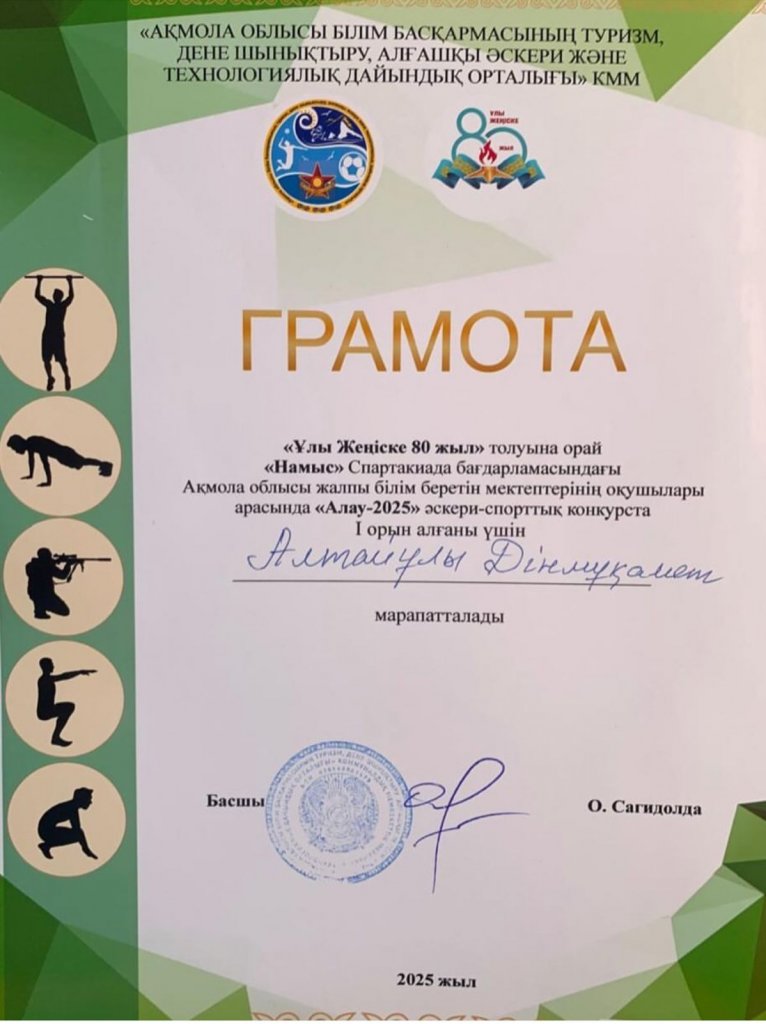 «АҚМОЛА ОБЛЫСЫ БІЛІМ БАСҚАРМАСЫНЫҢ ТУРИЗМ,
ДЕНЕ ШЫНЫҚТЫРУ, АЛҒАШҚЫ ӘСКЕРИ ЖӘНЕ
ТЕХНОЛОГИЯЛЫҚ ДАЙЫНДЫҚ ОРТАЛЫҒЫ» КММ
ҰЛЫ
ЖЕҢІСКЕ
80
ЖЫЛ
ГРАМОТА
«Ұлы Жеңіске 80 жыл» толуына орай
«Намыс» Спартакиада бағдарламасындағы
Ақмола облысы жалпы білім беретін мектептерінің оқушылары
арасында «Алау-2025» әскери-спорттық конкурста
І орын алғаны үшін
Алтайұлы Дінмұқамет
марапатталады
Басшы
О. Сагидолда
2025 жыл